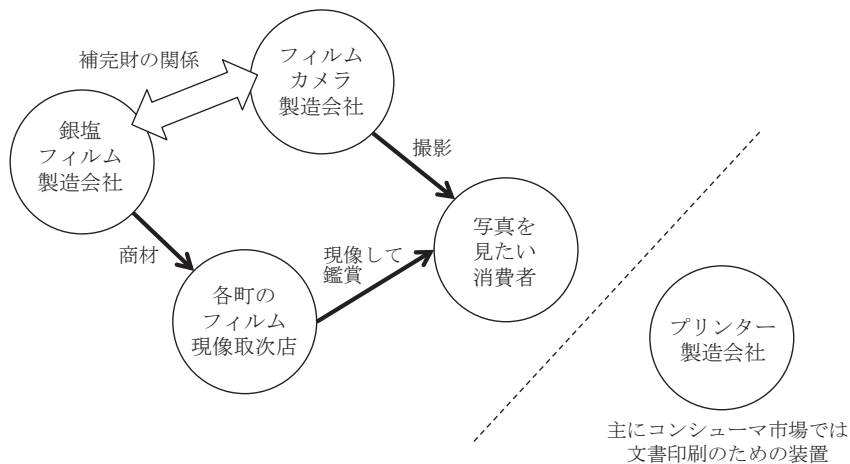 補完財の関係
フィルム
カメラ
製造会社
銀塩
フィルム
製造会社
撮影
商材
現像して
鑑賞
写真を
見たい
消費者
各町の
フィルム
現像取次店
プリンター
製造会社
主にコンシューマ市場では
文書印刷のための装置